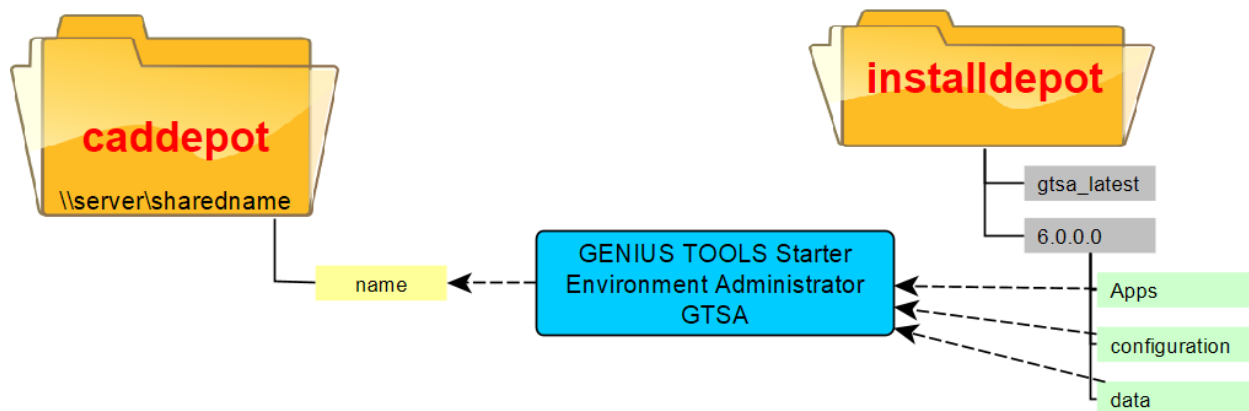 caddepot
\\server\sharedname
name
GENIUS TOOLS Starter
Environment Administrator
GTSA
installdepot
gtsa_latest
6.0.0.0
Apps
configuration
data